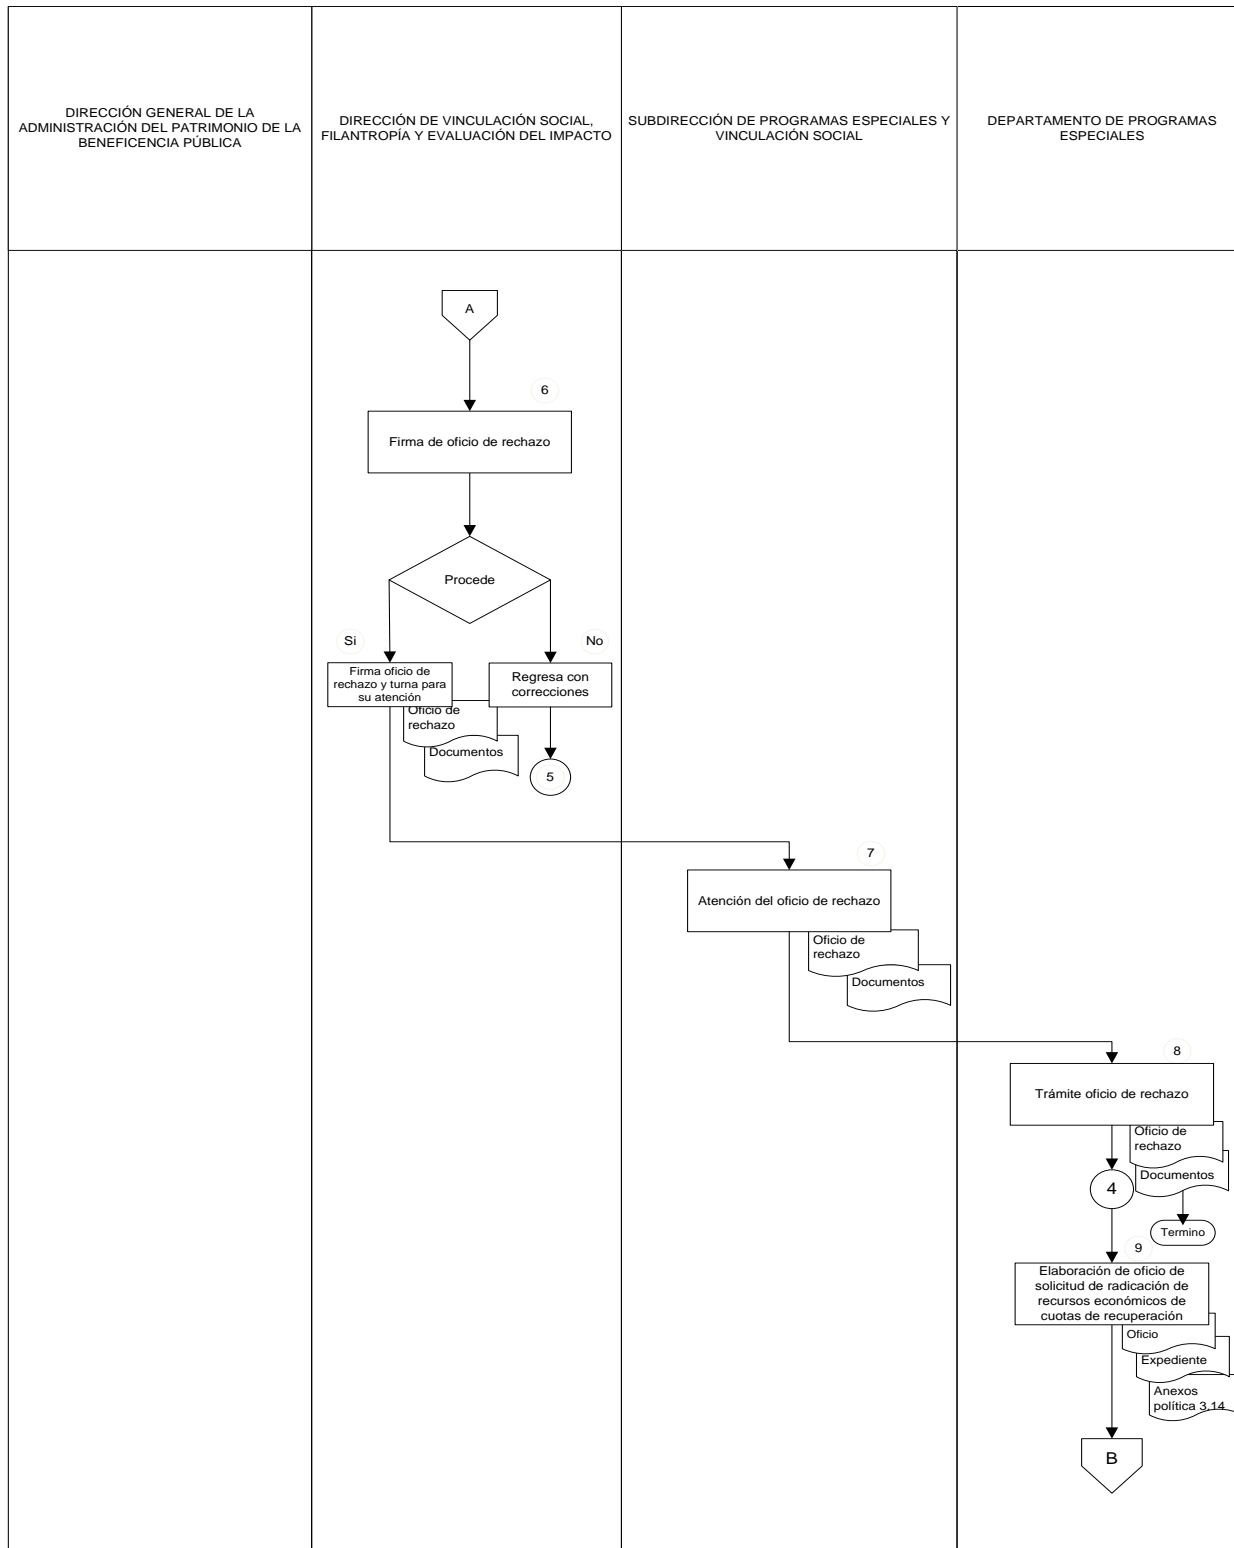 DIRECCIÓN GENERAL DE LA
ADMINISTRACIÓN DEL PATRIMONIO DE LA
BENEFICENCIA PÚBLICA
DIRECCIÓN DE VINCULACIÓN SOCIAL,
FILANTROPÍA Y EVALUACIÓN DEL IMPACTO
SUBDIRECCIÓN DE PROGRAMAS ESPECIALES Y
VINCULACIÓN SOCIAL
DEPARTAMENTO DE PROGRAMAS
ESPECIALES
A
6
Firma de oficio de rechazo
Procede
Si
No
Firma oficio de
rechazo y turna para
su atención
Regresa con
correcciones
Oficio de
rechazo
Documentos
5
7
Atención del oficio de rechazo
Oficio de
rechazo
Documentos
8
Trámite oficio de rechazo
Oficio de
rechazo
Documentos
4
Termino
9
Elaboración de oficio de
solicitud de radicación de
recursos económicos de
cuotas de recuperación
Oficio
Expediente
Anexos
política 3.14
B